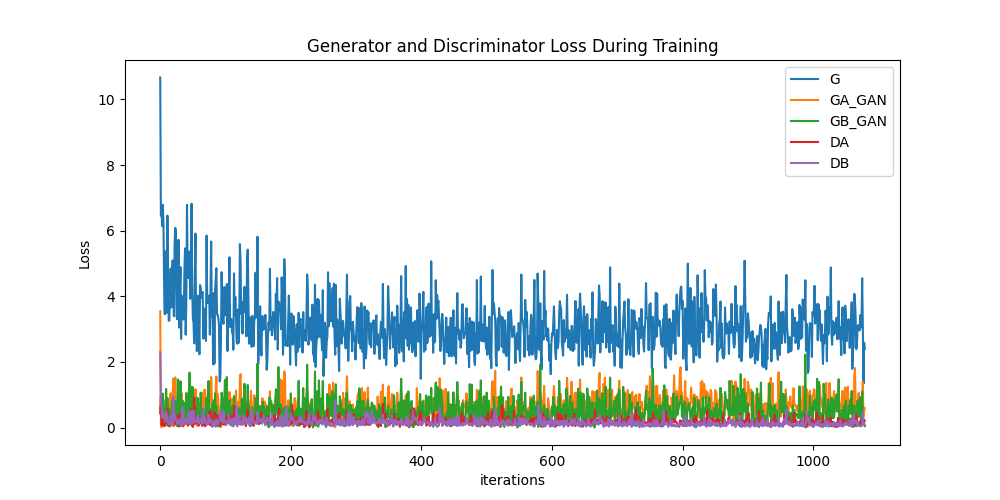 Generator and Discriminator Loss During Training
G
GA_GAN
GB_GAN
DA
DB
Loss
10
8
6
4
2
0
0
200
400
600
800
1000
iterations